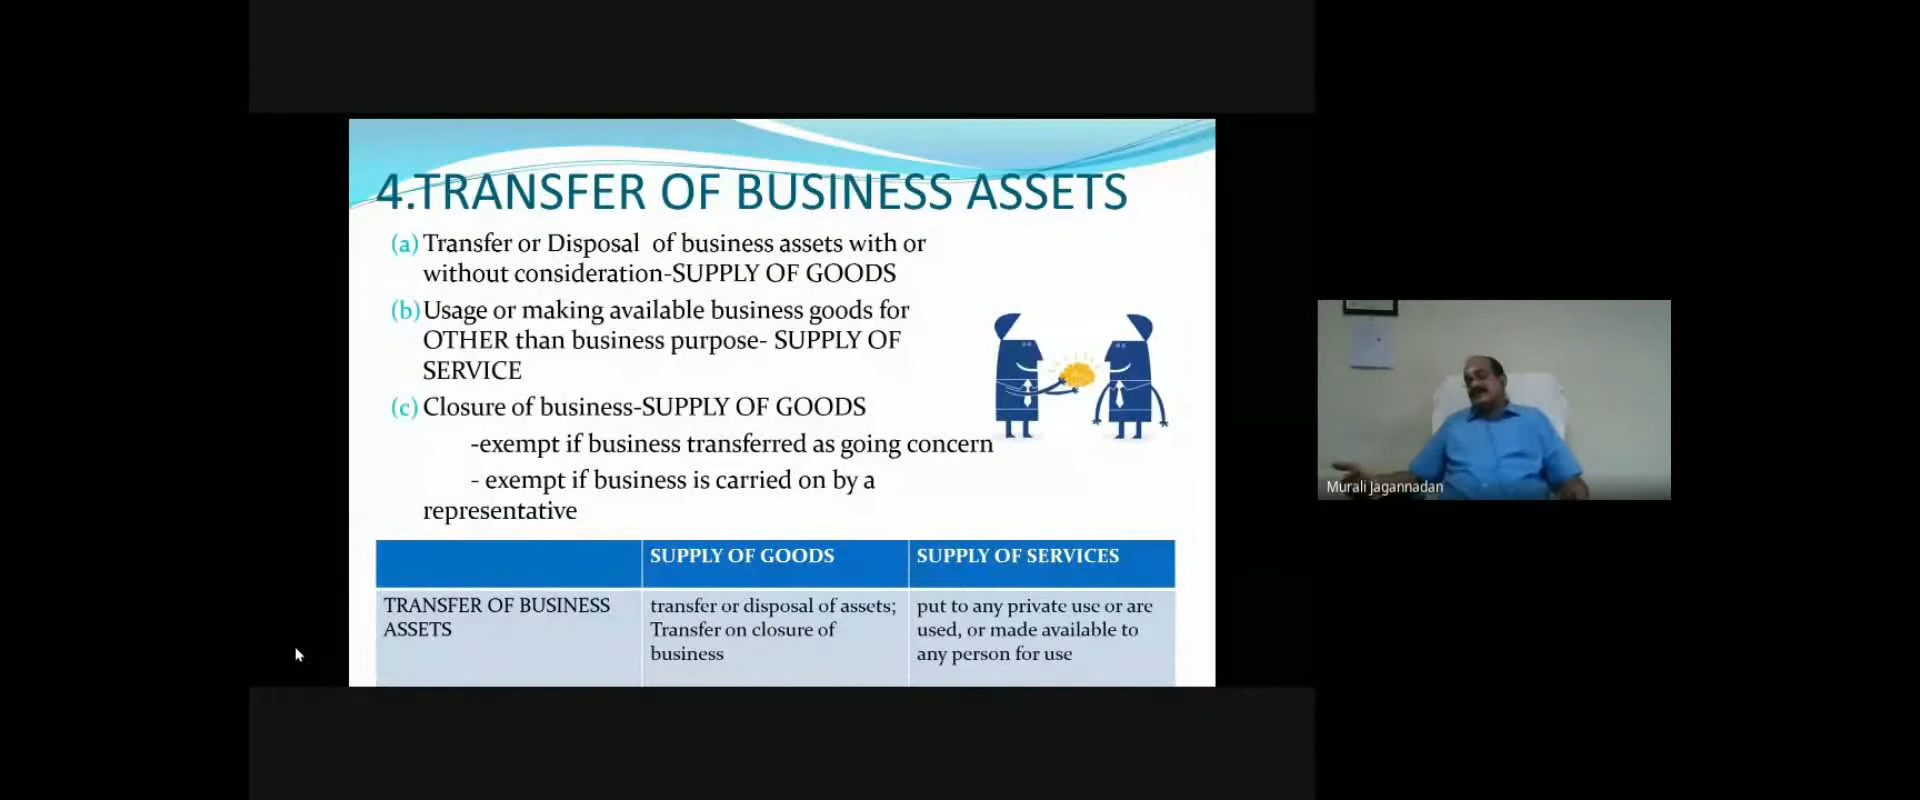 4.TRANSFER OF BUSINESS ASSETS
(a) Transfer or Disposal of business assets with or
without consideration-SUPPLY OF GOODS
(b) Usage or making available business goods for
OTHER than business purpose- SUPPLY OF
SERVICE
(c) Closure of business-SUPPLY OF GOODS
-exempt if business transferred as going concern
- exempt if business is carried on by a
representative
SUPPLY OF GOODS
SUPPLY OF SERVICES
TRANSFER OF BUSINESS
ASSETS
transfer or disposal of assets;
Transfer on closure of
business
put to any private use or are
used, or made available to
any person for use
Murali Jagannadan